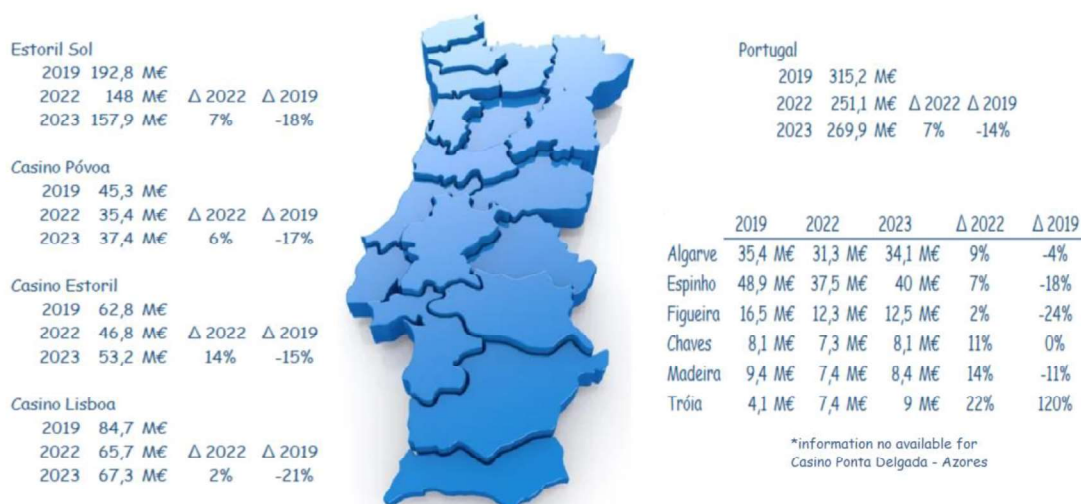 Estoril Sol
2019 192,8 M€
2022 148 M€ Δ 2022 Δ 2019
2023 157,9 M€ 7% -18%
Casino Póvoa
2019 45,3 M€
2022 35,4 M€ Δ 2022 Δ 2019
2023 37,4 M€ 6% -17%
Casino Estoril
2019 62,8 M€
2022 46,8 M€ Δ 2022 Δ 2019
2023 53,2 M€ 14% -15%
Casino Lisboa
2019 84,7 M€
2022 65,7 M€ Δ 2022 Δ 2019
2023 67,3 M€ 2% -21%
Portugal
2019 315,2 M€
2022 251,1 M€ Δ 2022 Δ 2019
2023 269,9 M€ 7% -14%
2019 2022 2023 Δ 2022 Δ 2019
Algarve 35,4 M€ 31,3 M€ 34,1 M€ 9% -4%
Espinho 48,9 M€ 37,5 M€ 40 M€ 7% -18%
Figueira 16,5 M€ 12,3 M€ 12,5 M€ 2% -24%
Chaves 8,1 M€ 7,3 M€ 8,1 M€ 11% 0%
Madeira 9,4 M€ 7,4 M€ 8,4 M€ 14% -11%
Tróia 4,1 M€ 7,4 M€ 9 M€ 22% 120%
*information no available for
Casino Ponta Delgada - Azores